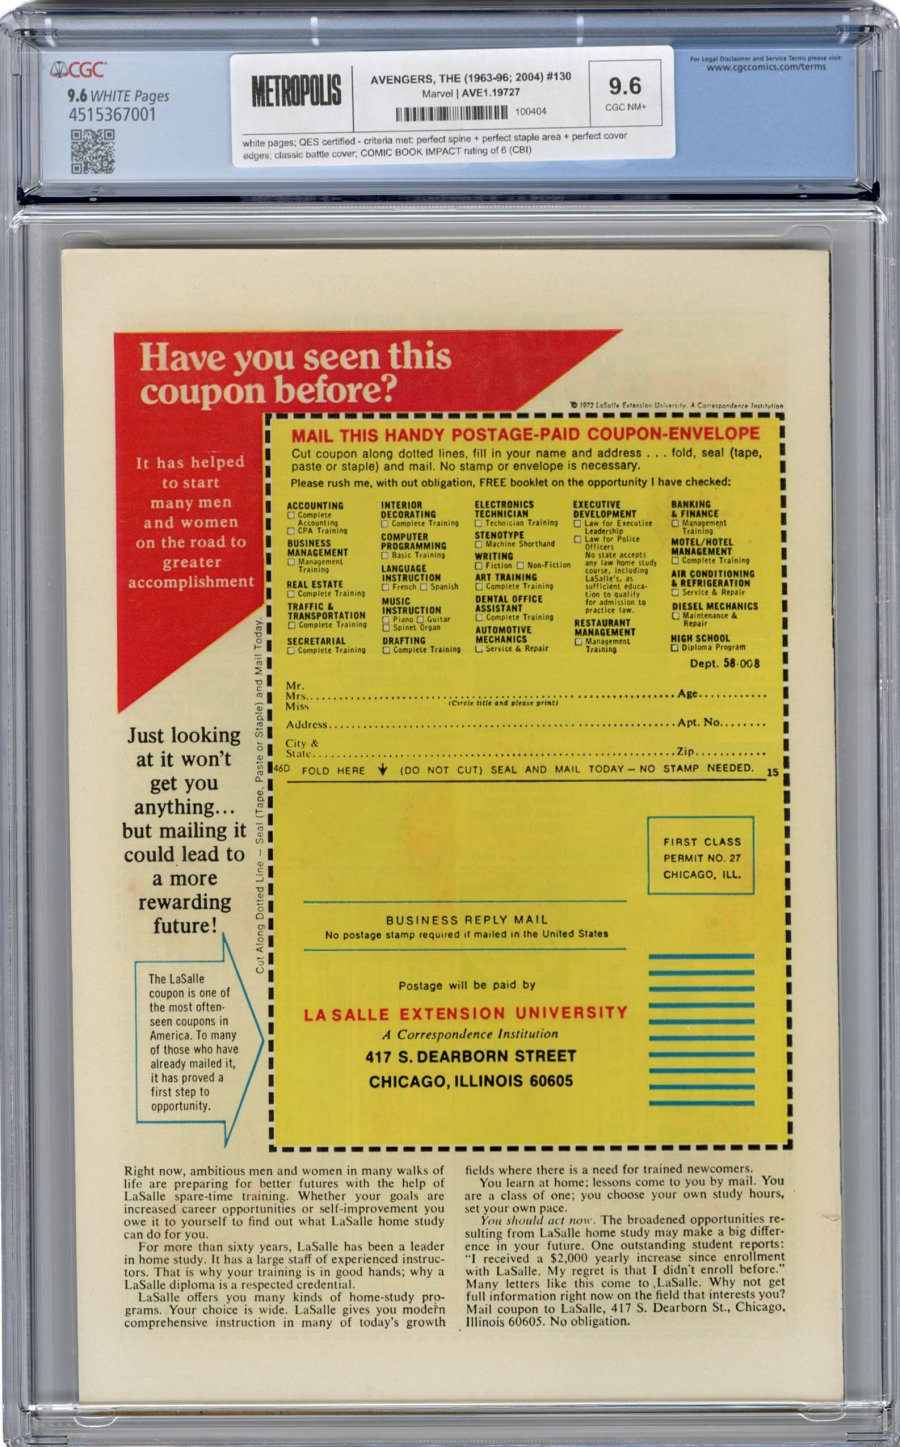 CGC
9.6 WHITE Pages
4515367001
METROPOLIS
AVENGERS, THE (1963-96; 2004) #130
Marvel | AVE1.19727
100404
9.6
CGC NM+
white pages; QES certified - criteria met: perfect spine + perfect staple area + perfect cover
edges; classic battle cover; COMIC BOOK IMPACT rating of 6 (CBI)
For Legal Disclaimer and Service Terms please visit:
www.cgccomics.com/terms
Have you seen this
coupon before?
© 1972 LaSalle Extension University. A Correspondence Institution
It has helped
to start
many men
and women
on the road to
greater
accomplishment
MAIL THIS HANDY POSTAGE-PAID COUPON-ENVELOPE
Cut coupon along dotted lines, fill in your name and address . . . fold, seal (tape,
paste or staple) and mail. No stamp or envelope is necessary.
Please rush me, with out obligation, FREE booklet on the opportunity I have checked:
ACCOUNTING
Complete
Accounting
CPA Training
BUSINESS
MANAGEMENT
Management
Training
REAL ESTATE
Complete Training
TRAFFIC &
TRANSPORTATION
Complete Training
SECRETARIAL
Complete Training
INTERIOR
DECORATING
Complete Training
COMPUTER
PROGRAMMING
Basic Training
LANGUAGE
INSTRUCTION
French Spanish
MUSIC
INSTRUCTION
Piano Guitar
Spinet Organ
DRAFTING
Complete Training
ELECTRONICS
TECHNICIAN
Technician Training
STENOTYPE
Machine Shorthand
WRITING
Fiction Non-Fiction
ART TRAINING
Complete Training
DENTAL OFFICE
ASSISTANT
Complete Training
AUTOMOTIVE
MECHANICS
Service & Repair
EXECUTIVE
DEVELOPMENT
Law for Executive
Leadership
Law for Police
Officers
No state accepts
any law home study
course, including
LaSalle's, as
sufficient educa-
tion to qualify
for admission to
practice law.
RESTAURANT
MANAGEMENT
Management
Training
BANKING
& FINANCE
Management
Training
MOTEL/HOTEL
MANAGEMENT
Complete Training
AIR CONDITIONING
& REFRIGERATION
Service & Repair
DIESEL MECHANICS
Maintenance &
Repair
HIGH SCHOOL
Diploma Program
Dept. 58-008
Mr.
Mrs. Age
Miss (Circle title and please print)
Address Apt. No.
City &
State Zip
46D FOLD HERE (DO NOT CUT) SEAL AND MAIL TODAY – NO STAMP NEEDED. 15
Cut Along Dotted Line – Seal (Tape, Paste or Staple) and Mail Today.
Just looking
at it won't
get you
anything...
but mailing it
could lead to
a more
rewarding
future!
FIRST CLASS
PERMIT NO. 27
CHICAGO, ILL.
BUSINESS REPLY MAIL
No postage stamp required if mailed in the United States
Postage will be paid by
LA SALLE EXTENSION UNIVERSITY
A Correspondence Institution
417 S. DEARBORN STREET
CHICAGO, ILLINOIS 60605
The LaSalle
coupon is one of
the most often-
seen coupons in
America. To many
of those who have
already mailed it,
it has proved a
first step to
opportunity.
Right now, ambitious men and women in many walks of
life are preparing for better futures with the help of
LaSalle spare-time training. Whether your goals are
increased career opportunities or self-improvement you
owe it to yourself to find out what LaSalle home study
can do for you.
For more than sixty years, LaSalle has been a leader
in home study. It has a large staff of experienced instruc-
tors. That is why your training is in good hands; why a
LaSalle diploma is a respected credential.
LaSalle offers you many kinds of home-study pro-
grams. Your choice is wide. LaSalle gives you modern
comprehensive instruction in many of today's growth
fields where there is a need for trained newcomers.
You learn at home; lessons come to you by mail. You
are a class of one; you choose your own study hours,
set your own pace.
You should act now. The broadened opportunities re-
sulting from LaSalle home study may make a big differ-
ence in your future. One outstanding student reports:
"I received a $2,000 yearly increase since enrollment
with LaSalle. My regret is that I didn't enroll before."
Many letters like this come to LaSalle. Why not get
full information right now on the field that interests you?
Mail coupon to LaSalle, 417 S. Dearborn St., Chicago,
Illinois 60605. No obligation.